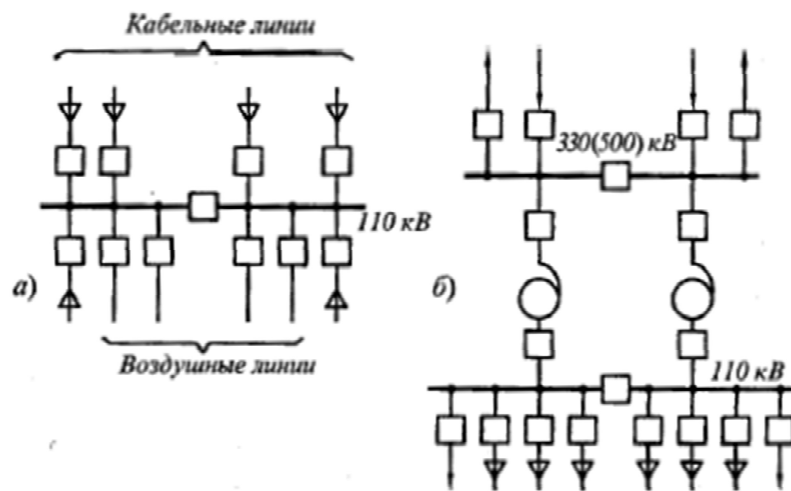 Кабельные линии
110 кВ
а)
Воздушные линии
330(500) кВ
б)
110 кВ